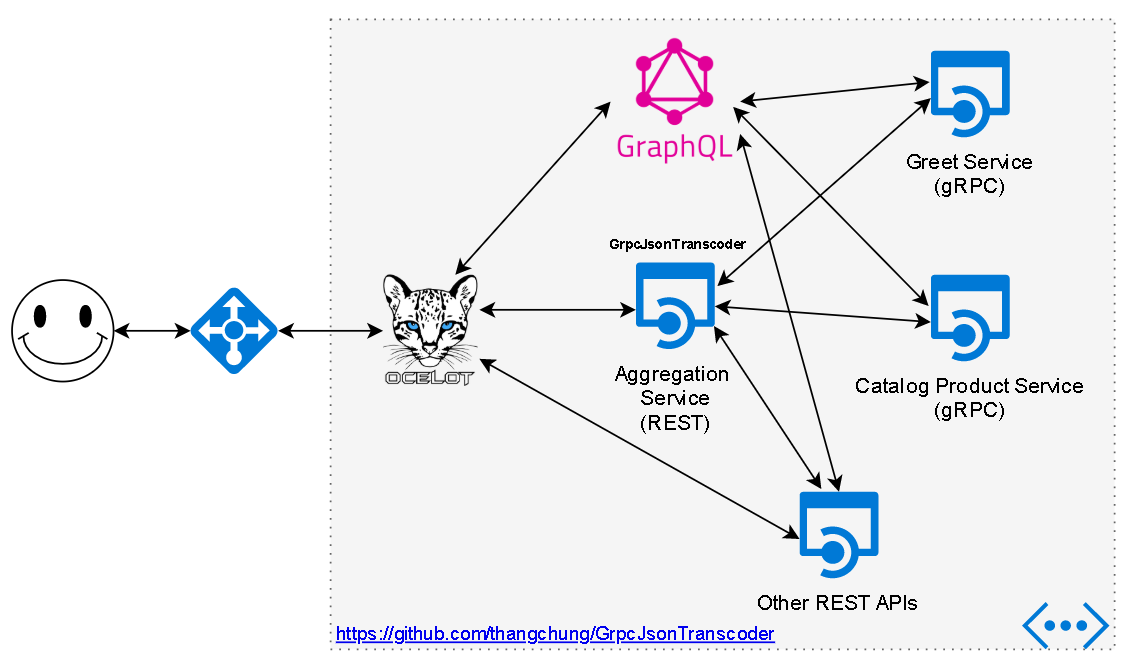 GraphQL
Greet Service
(gRPC)
GrpcJsonTranscoder
OCELOT
Aggregation
Service
(REST)
Catalog Product Service
(gRPC)
Other REST APIs
https://github.com/thangchung/GrpcJsonTranscoder